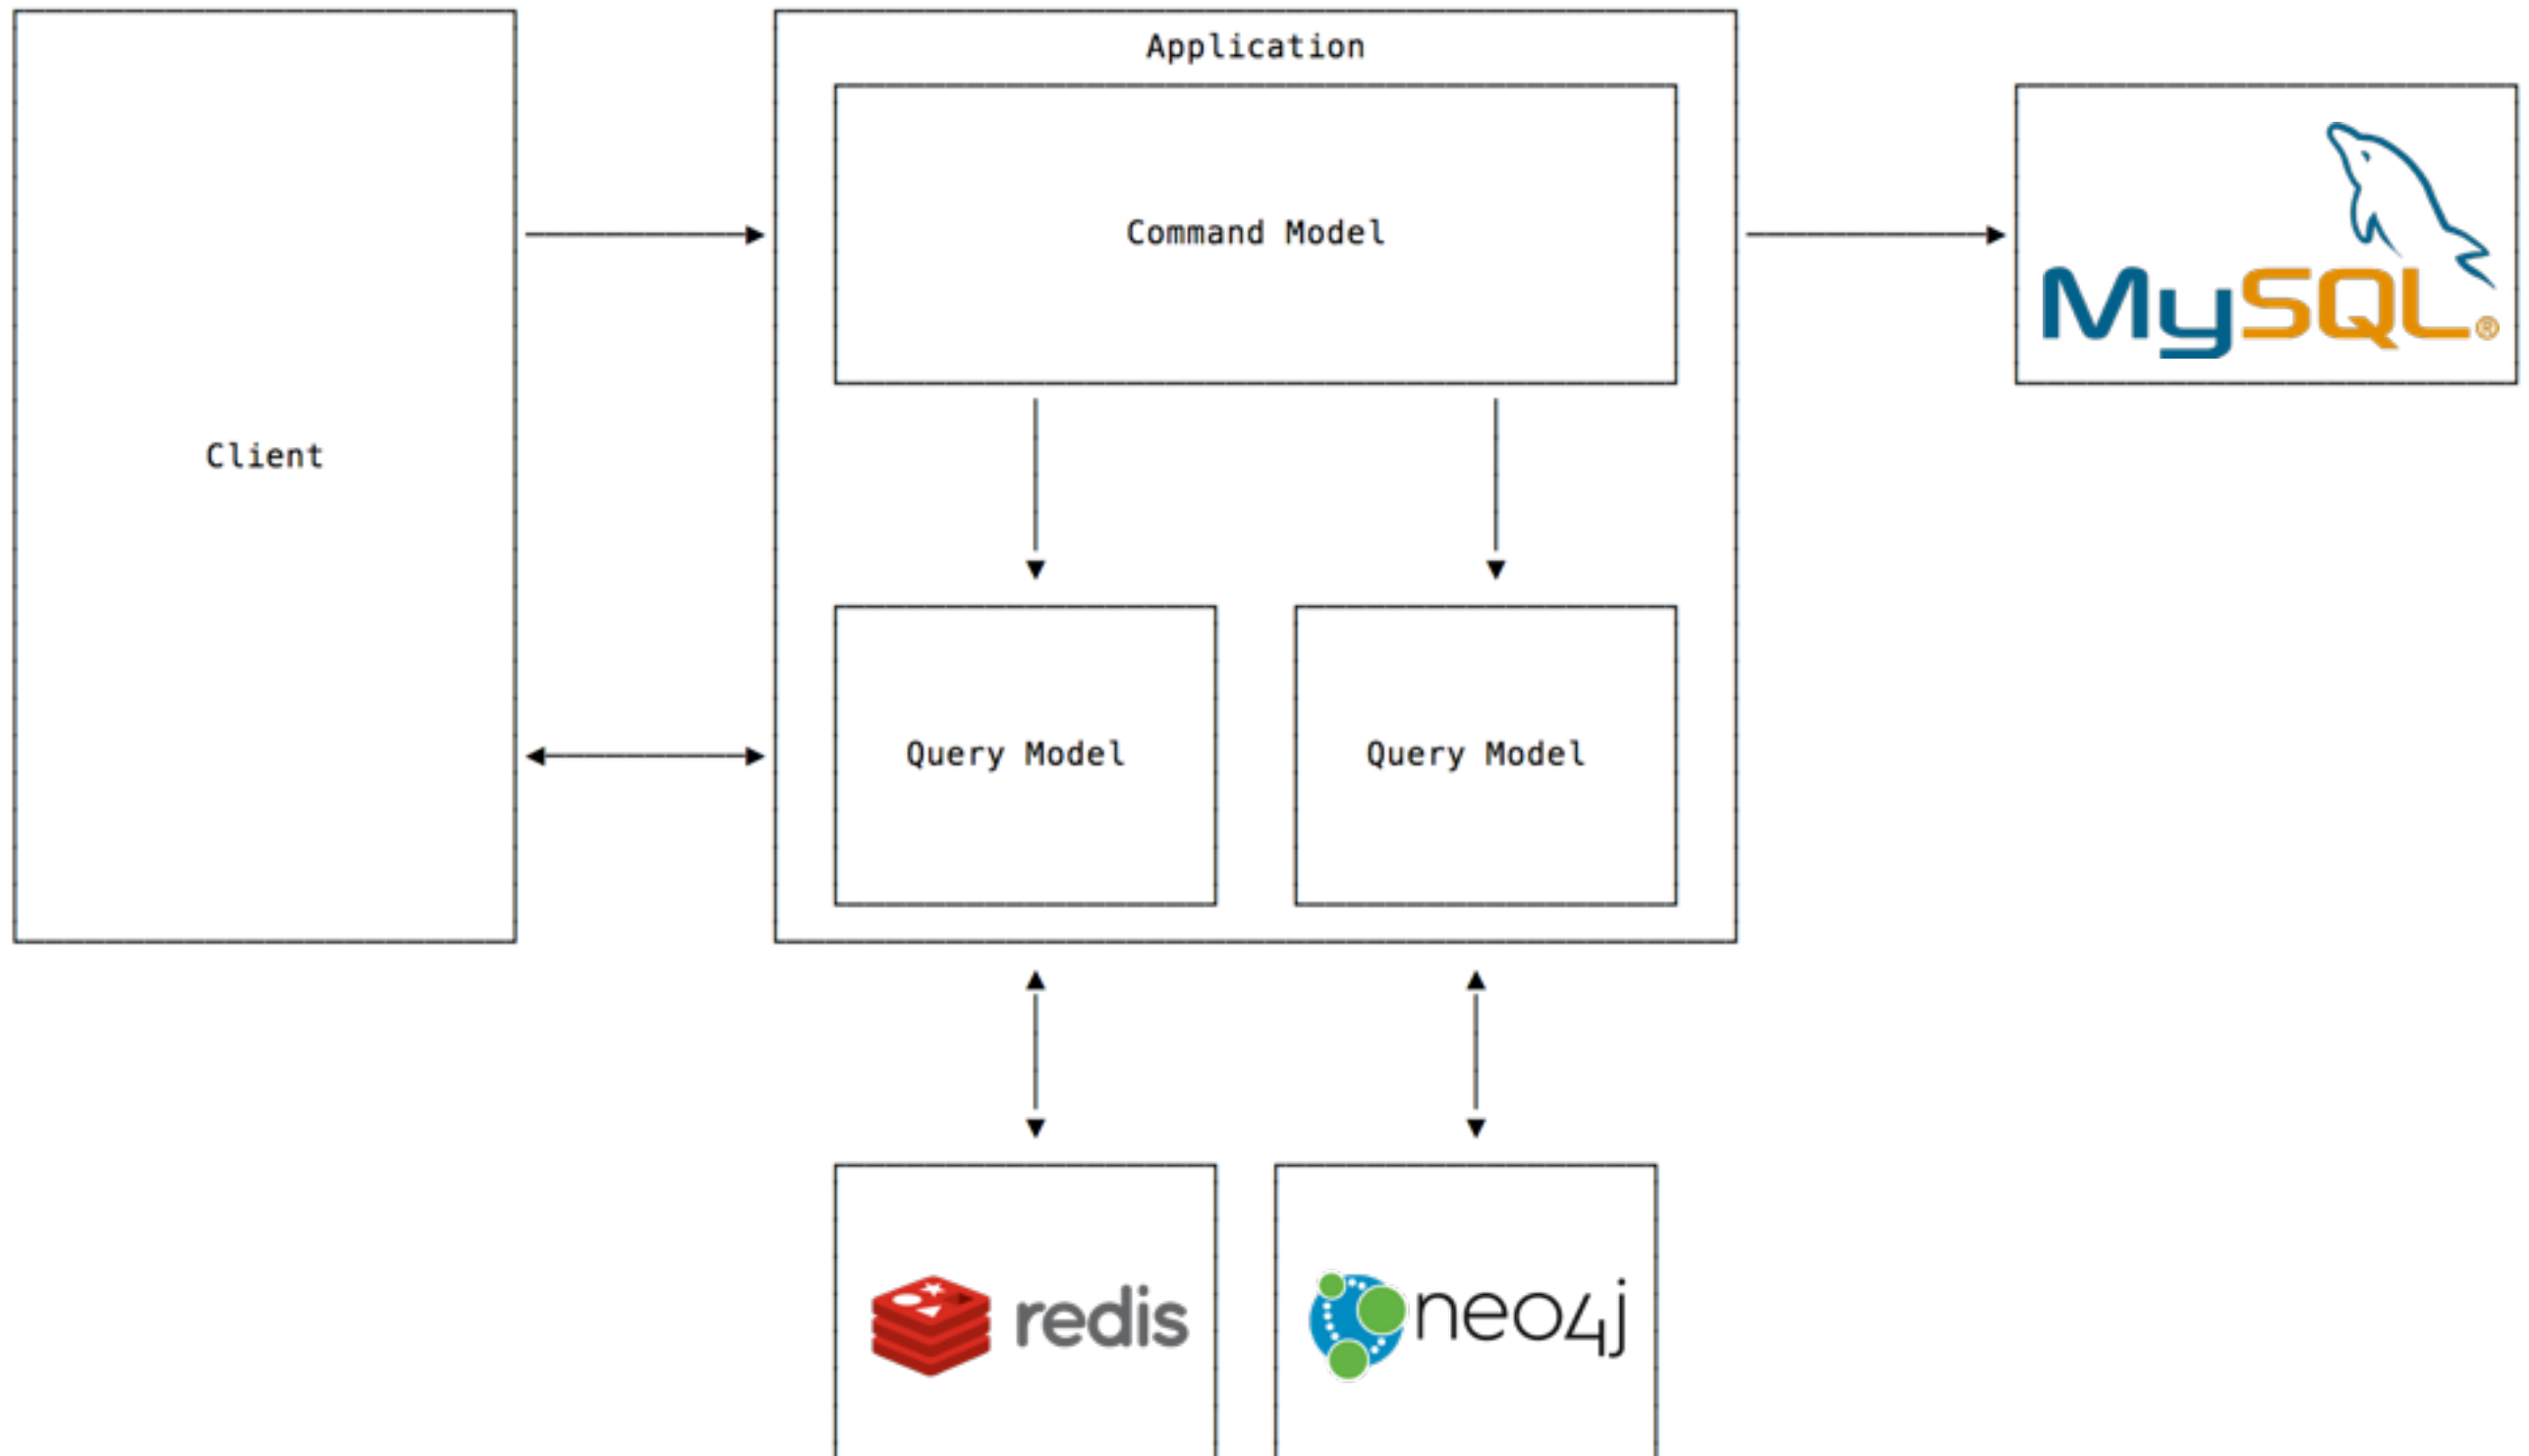 Application
Command Model
MySQL®
Client
Query Model
Query Model
redis
neo4j